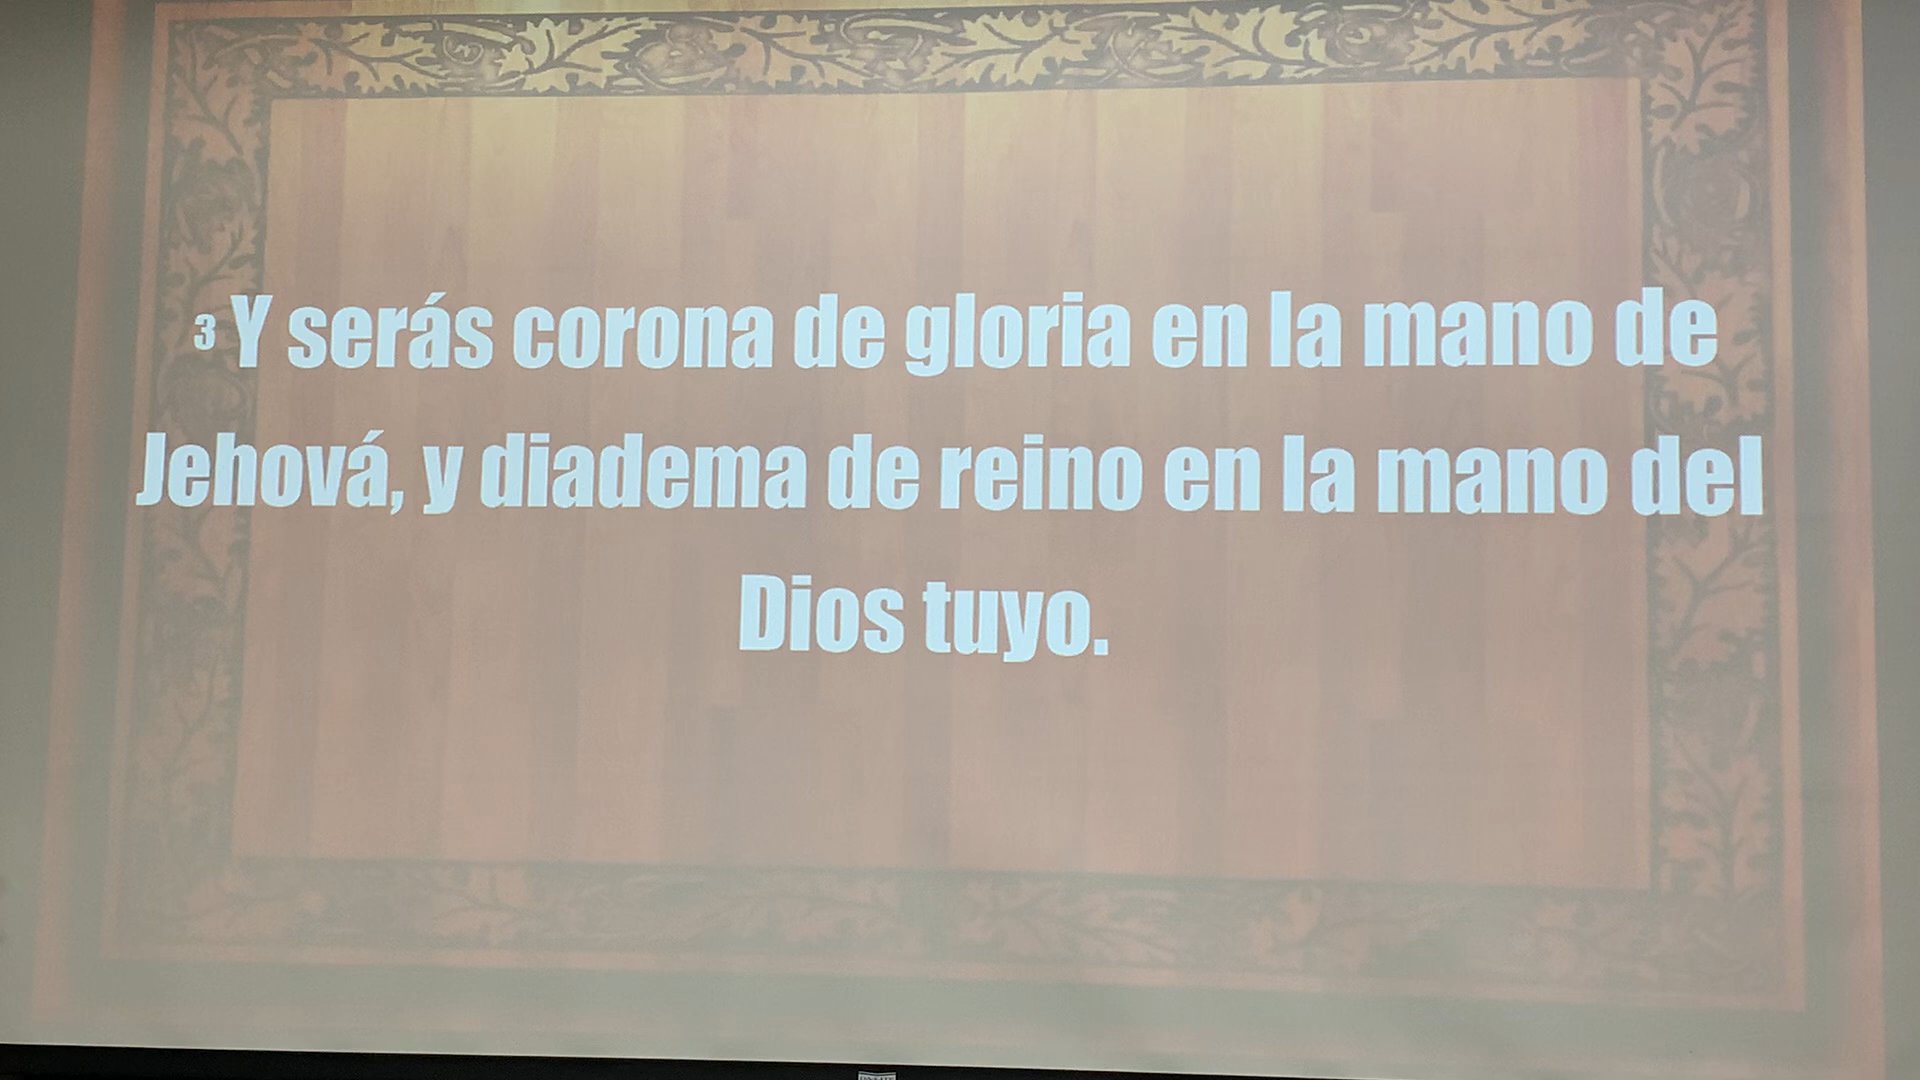 3 Y serás corona de gloria en la mano de
Jehová, y diadema de reino en la mano del
Dios tuyo.